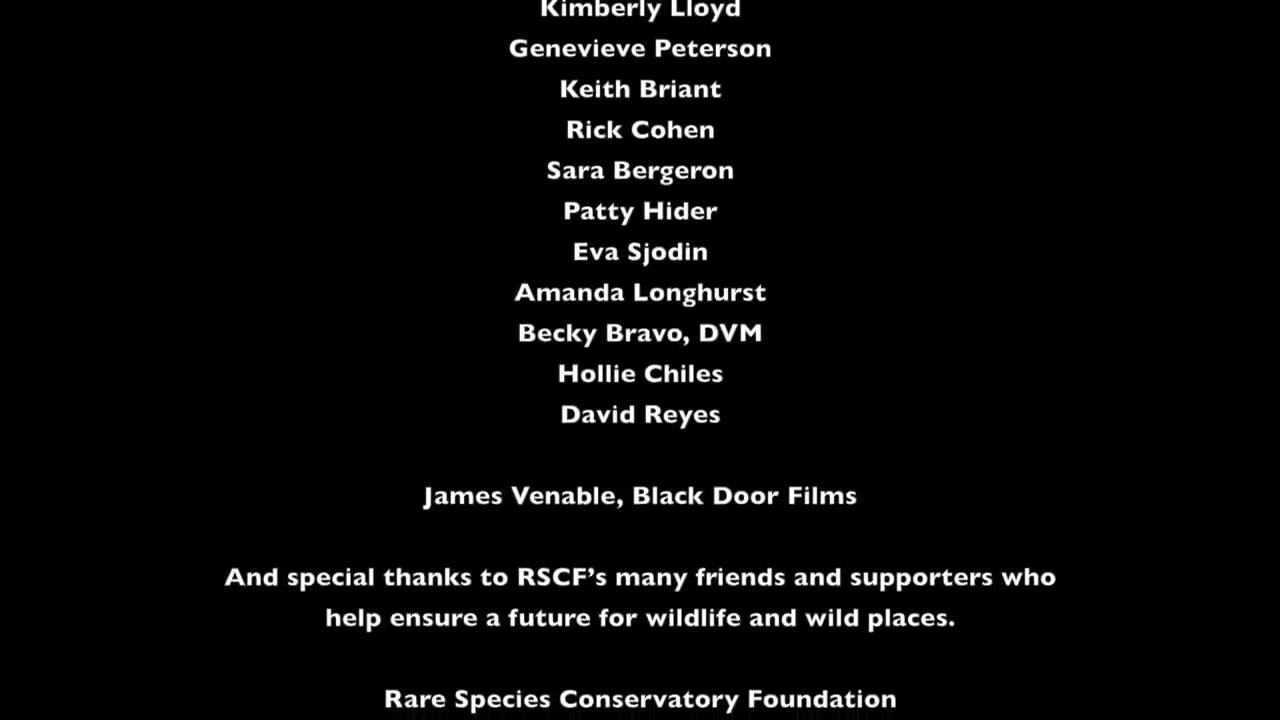 Kimberly Lloyd
Genevieve Peterson
Keith Briant
Rick Cohen
Sara Bergeron
Patty Hider
Eva Sjodin
Amanda Longhurst
Becky Bravo, DVM
Hollie Chiles
David Reyes
James Venable, Black Door Films
And special thanks to RSCF’s many friends and supporters who
help ensure a future for wildlife and wild places.
Rare Species Conservatory Foundation